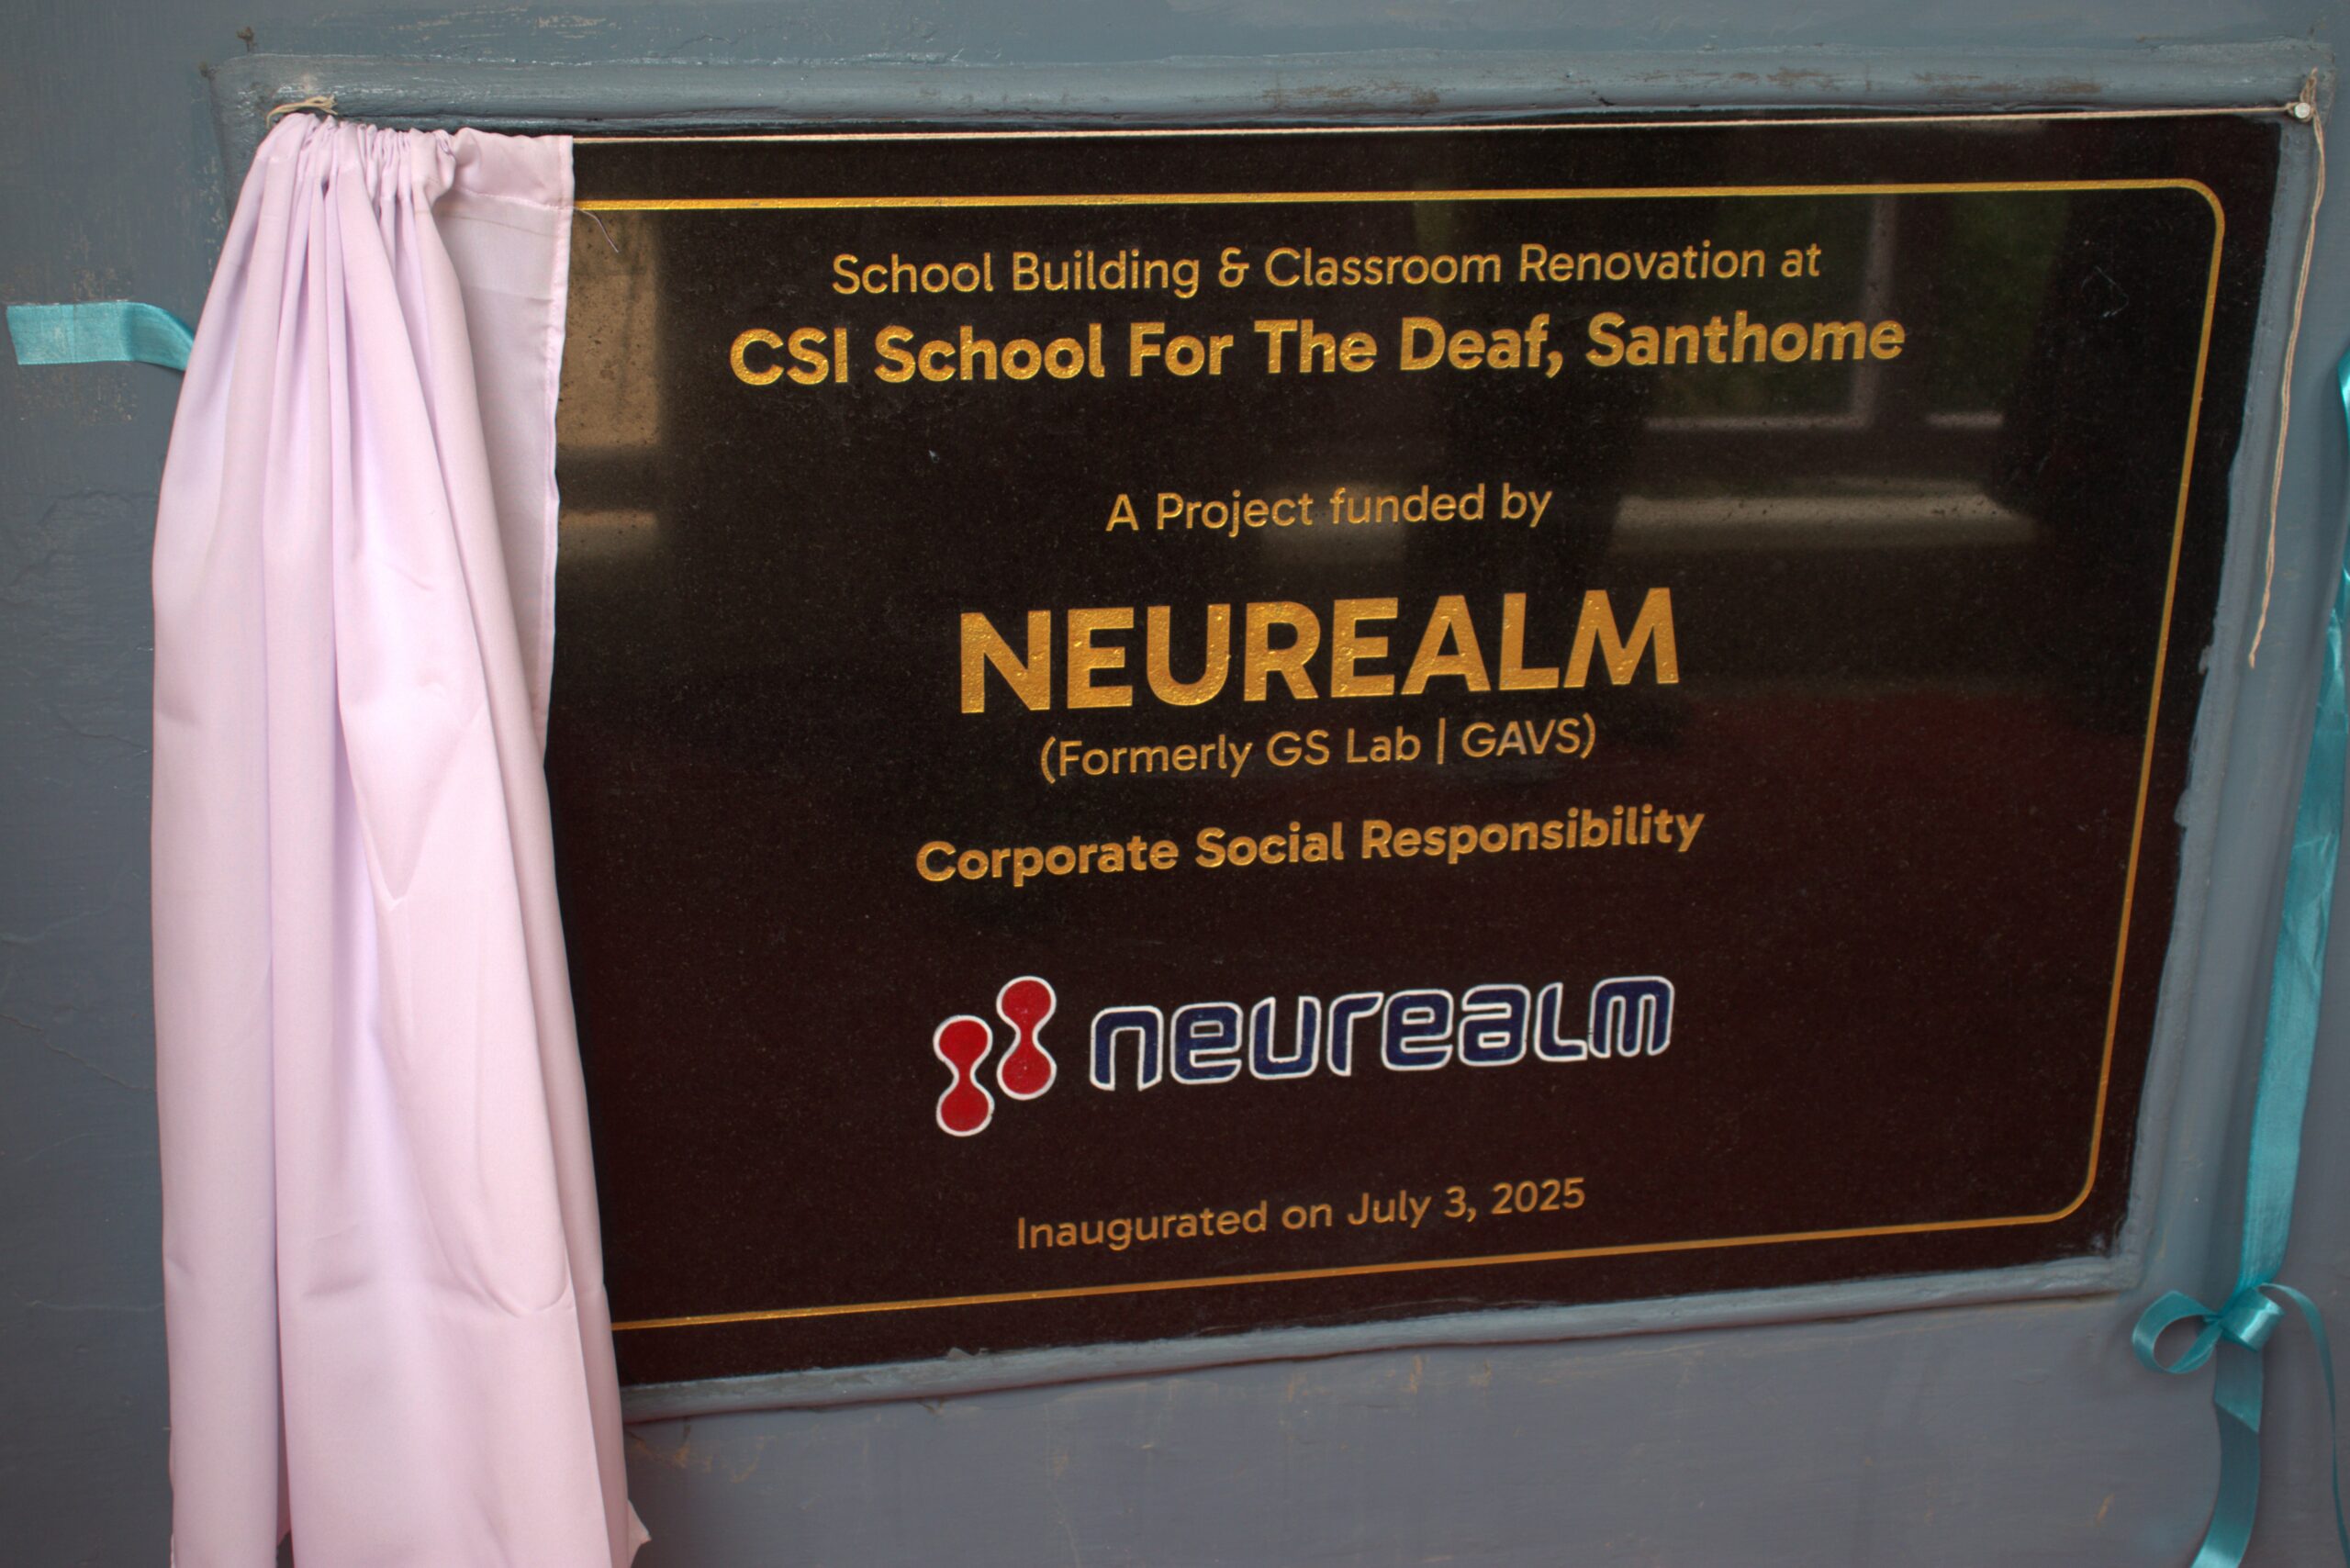 School Building & Classroom Renovation at
CSI School For The Deaf, Santhome
A Project funded by
NEUREALM
(Formerly GS Lab | GAVS)
Corporate Social Responsibility
neurealm
Inaugurated on July 3, 2025